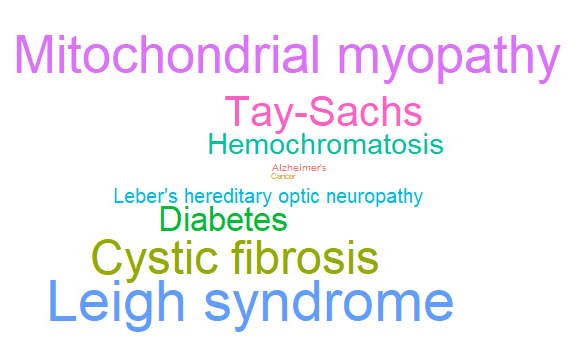 Mitochondrial myopathy
Tay-Sachs
Hemochromatosis
Alzheimer's
Cancer
Leber's hereditary optic neuropathy
Diabetes
Cystic fibrosis
Leigh syndrome